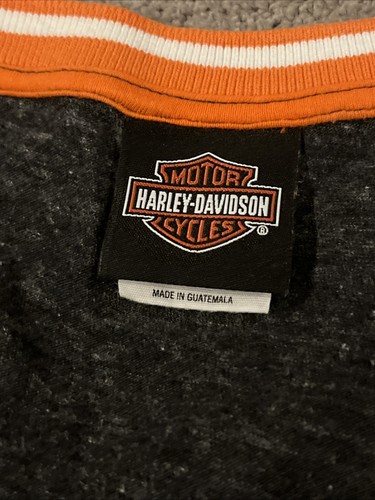 MOTOR
HARLEY-DAVIDSON
CYCLES®
MADE IN GUATEMALA